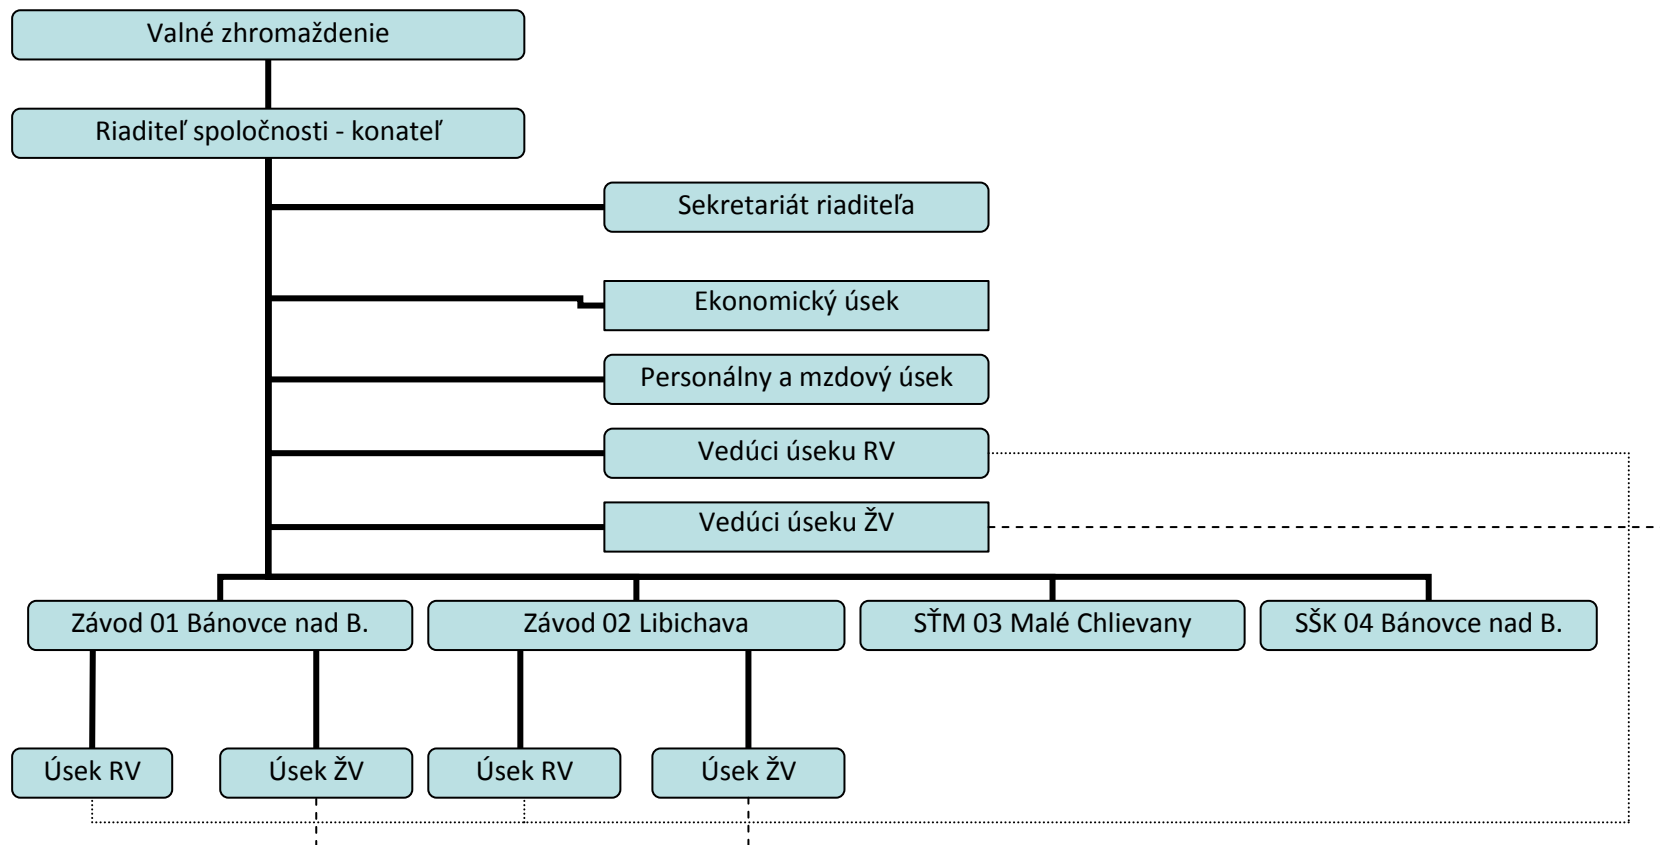 Valné zhromaždenie
Riaditeľ spoločnosti - konateľ
Sekretariát riaditeľa
Ekonomický úsek
Personálny a mzdový úsek
Vedúci úseku RV
Vedúci úseku ŽV
Závod 01 Bánovce nad B.
Závod 02 Libichava
SŤM 03 Malé Chlievany
SŠK 04 Bánovce nad B.
Úsek RV
Úsek ŽV
Úsek RV
Úsek ŽV